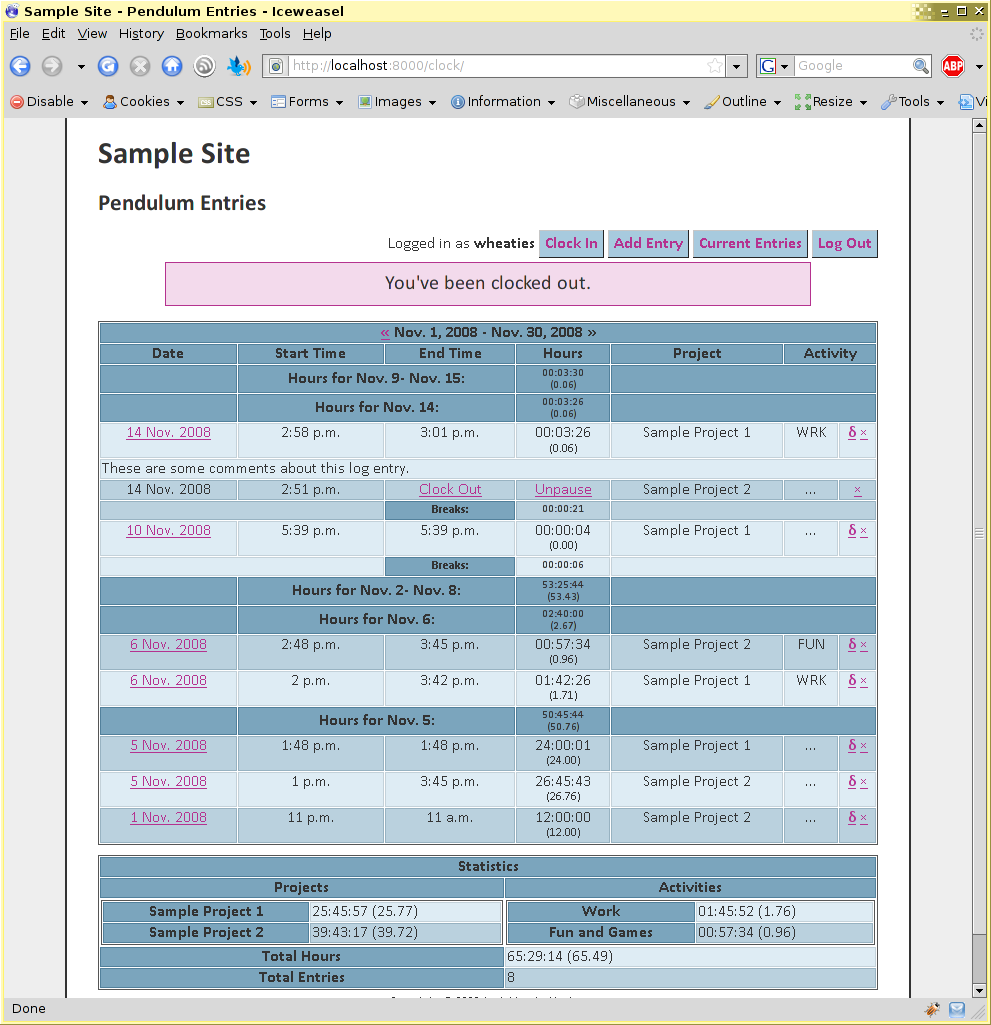 Sample Site - Pendulum Entries - Iceweasel
File Edit View History Bookmarks Tools Help
http://localhost:8000/clock/ G Google ABP
Disable Cookies CSS Forms Images Information Miscellaneous Outline Resize Tools Vi
Sample Site
Pendulum Entries
Logged in as wheaties Clock In Add Entry Current Entries Log Out
You've been clocked out.
« Nov. 1, 2008 - Nov. 30, 2008 »
Date Start Time End Time Hours Project Activity
Hours for Nov. 9- Nov. 15: 00:03:30
(0.06)
Hours for Nov. 14: 00:03:26
(0.06)
14 Nov. 2008 2:58 p.m. 3:01 p.m. 00:03:26 Sample Project 1 WRK δ ×
(0.06)
These are some comments about this log entry.
14 Nov. 2008 2:51 p.m. Clock Out Unpause Sample Project 2 ... ×
Breaks: 00:00:21
10 Nov. 2008 5:39 p.m. 5:39 p.m. 00:00:04 Sample Project 1 ... δ ×
(0.00)
Breaks: 00:00:06
Hours for Nov. 2- Nov. 8: 53:25:44
(53.43)
Hours for Nov. 6: 02:40:00
(2.67)
6 Nov. 2008 2:48 p.m. 3:45 p.m. 00:57:34 Sample Project 2 FUN δ ×
(0.96)
6 Nov. 2008 2 p.m. 3:42 p.m. 01:42:26 Sample Project 1 WRK δ ×
(1.71)
Hours for Nov. 5: 50:45:44
(50.76)
5 Nov. 2008 1:48 p.m. 1:48 p.m. 24:00:01 Sample Project 1 ... δ ×
(24.00)
5 Nov. 2008 1 p.m. 3:45 p.m. 26:45:43 Sample Project 2 ... δ ×
(26.76)
1 Nov. 2008 11 p.m. 11 a.m. 12:00:00 Sample Project 2 ... δ ×
(12.00)
Statistics
Projects Activities
Sample Project 1 25:45:57 (25.77) Work 01:45:52 (1.76)
Sample Project 2 39:43:17 (39.72) Fun and Games 00:57:34 (0.96)
Total Hours 65:29:14 (65.49)
Total Entries 8
Done